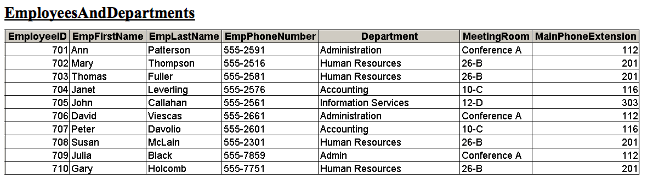 EmployeesAndDepartments
EmployeeID EmpFirstName EmpLastName EmpPhoneNumber Department MeetingRoom MainPhoneExtension
701 Ann Patterson 555-2591 Administration Conference A 112
702 Mary Thompson 555-2516 Human Resources 26-B 201
703 Thomas Fuller 555-2581 Human Resources 26-B 201
704 Janet Leverling 555-2576 Accounting 10-C 116
705 John Callahan 555-2561 Information Services 12-D 303
706 David Viescas 555-2661 Administration Conference A 112
707 Peter Davolio 555-2601 Accounting 10-C 116
708 Susan McLain 555-2301 Human Resources 26-B 201
709 Julia Black 555-7859 Admin Conference A 112
710 Gary Holcomb 555-7751 Human Resources 26-B 201